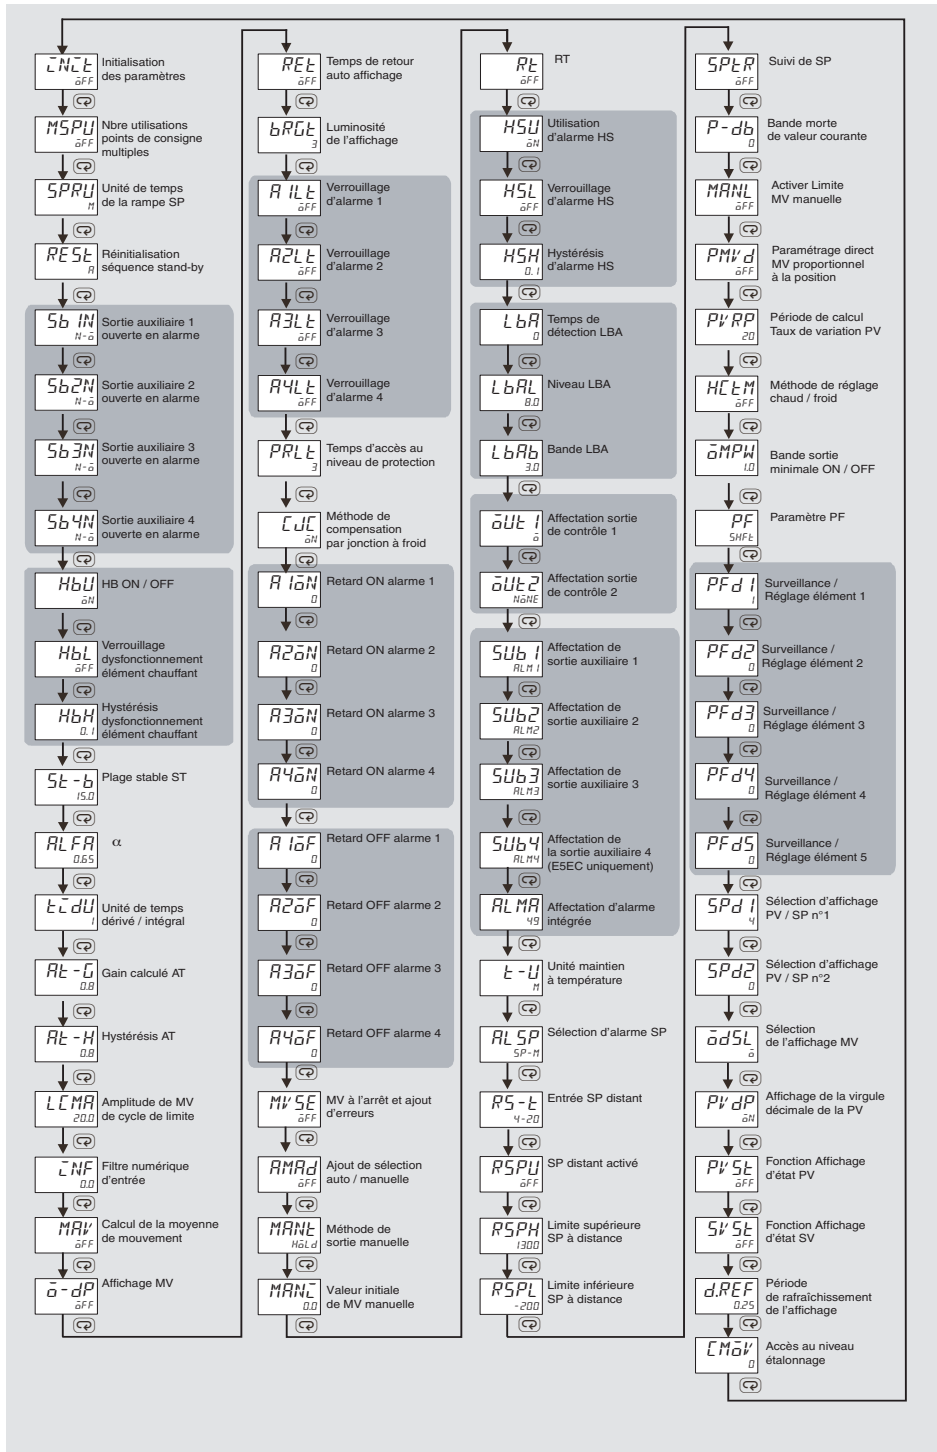 INIT
OFF
Initialisation
des paramètres
MSPU
OFF
Nbre utilisations
points de consigne
multiples
SPRU
M
Unité de temps
de la rampe SP
REST
A
Réinitialisation
séquence stand-by
Sb1N
N-O
Sortie auxiliaire 1
ouverte en alarme
Sb2N
N-O
Sortie auxiliaire 2
ouverte en alarme
Sb3N
N-O
Sortie auxiliaire 3
ouverte en alarme
Sb4N
N-O
Sortie auxiliaire 4
ouverte en alarme
HbU
ON
HB ON / OFF
HbL
OFF
Verrouillage
dysfonctionnement
élément chauffant
HbH
0.1
Hystérésis
dysfonctionnement
élément chauffant
St-b
15.0
Plage stable ST
ALFA
0.65
α
tIdU
1
Unité de temps
dérivé / intégral
At-G
0.8
Gain calculé AT
At-H
0.8
Hystérésis AT
LCMA
20.0
Amplitude de MV
de cycle de limite
INF
0.0
Filtre numérique
d'entrée
MAV
OFF
Calcul de la moyenne
de mouvement
O-dP
OFF
Affichage MV
RET
OFF
Temps de retour
auto affichage
bRGt
3
Luminosité
de l'affichage
A1Lt
OFF
Verrouillage
d'alarme 1
A2Lt
OFF
Verrouillage
d'alarme 2
A3Lt
OFF
Verrouillage
d'alarme 3
A4Lt
OFF
Verrouillage
d'alarme 4
PRLt
3
Temps d'accès au
niveau de protection
CJC
ON
Méthode de
compensation
par jonction à froid
A1ON
0
Retard ON alarme 1
A2ON
0
Retard ON alarme 2
A3ON
0
Retard ON alarme 3
A4ON
0
Retard ON alarme 4
A1OF
0
Retard OFF alarme 1
A2OF
0
Retard OFF alarme 2
A3OF
0
Retard OFF alarme 3
A4OF
0
Retard OFF alarme 4
MVSE
OFF
MV à l'arrêt et ajout
d'erreurs
AMAd
OFF
Ajout de sélection
auto / manuelle
MANt
HOLd
Méthode de
sortie manuelle
MANI
0.0
Valeur initiale
de MV manuelle
Rt
OFF
RT
HSU
ON
Utilisation
d'alarme HS
HSL
OFF
Verrouillage
d'alarme HS
HSH
0.1
Hystérésis
d'alarme HS
LbA
0
Temps de
détection LBA
LbAL
8.0
Niveau LBA
LbAb
3.0
Bande LBA
OUt1
O
Affectation sortie
de contrôle 1
OUt2
NONE
Affectation sortie
de contrôle 2
SUb1
ALM1
Affectation de
sortie auxiliaire 1
SUb2
ALM2
Affectation de
sortie auxiliaire 2
SUb3
ALM3
Affectation de
sortie auxiliaire 3
SUb4
ALM4
Affectation de
la sortie auxiliaire 4
(E5EC uniquement)
ALMA
49
Affectation d'alarme
intégrée
t-U
M
Unité maintien
à température
ALSP
SP-M
Sélection d'alarme SP
RS-t
4-20
Entrée SP distant
RSPU
OFF
SP distant activé
RSPH
1300
Limite supérieure
SP à distance
RSPL
-200
Limite inférieure
SP à distance
SPtR
OFF
Suivi de SP
P-db
0
Bande morte
de valeur courante
MANL
OFF
Activer Limite
MV manuelle
PMVd
OFF
Paramétrage direct
MV proportionnel
à la position
PVRP
20
Période de calcul
Taux de variation PV
HCtM
OFF
Méthode de réglage
chaud / froid
OMPW
1.0
Bande sortie
minimale ON / OFF
PF
SHFt
Paramètre PF
PFd1
1
Surveillance /
Réglage élément 1
PFd2
0
Surveillance /
Réglage élément 2
PFd3
0
Surveillance /
Réglage élément 3
PFd4
0
Surveillance /
Réglage élément 4
PFd5
0
Surveillance /
Réglage élément 5
SPd1
4
Sélection d'affichage
PV / SP n°1
SPd2
0
Sélection d'affichage
PV / SP n°2
OdSL
O
Sélection
de l'affichage MV
PVdP
ON
Affichage de la virgule
décimale de la PV
PVSt
OFF
Fonction Affichage
d'état PV
SVSt
OFF
Fonction Affichage
d'état SV
d.REF
0.25
Période
de rafraîchissement
de l'affichage
CMOV
0
Accès au niveau
étalonnage